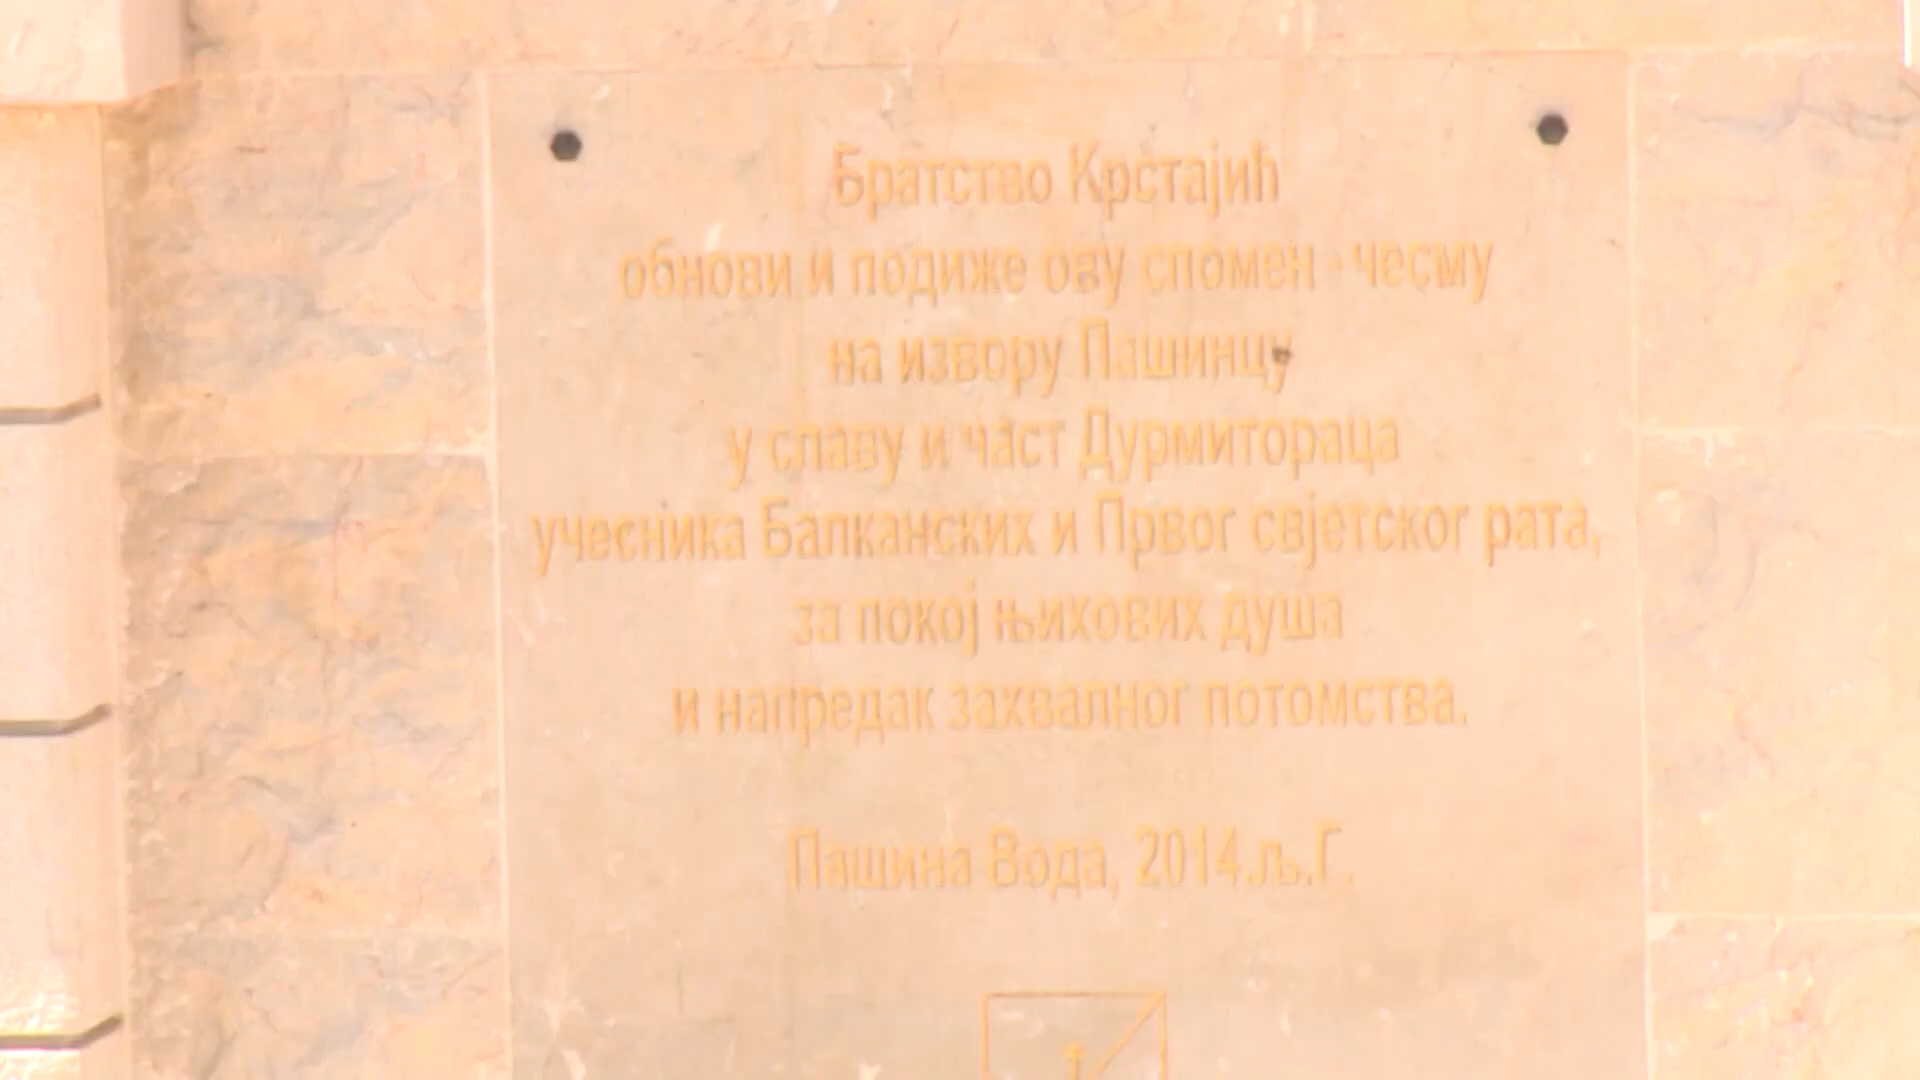 Братство Крстајић
обнови и подиже ову спомен - чесму
на извору Пашинцу
у славу и част Дурмитораца
учесника Балканских и Првог свјетског рата,
за покој њихових душа
и напредак захвалног потомства.
Пашина Вода, 2014.љ.Г.